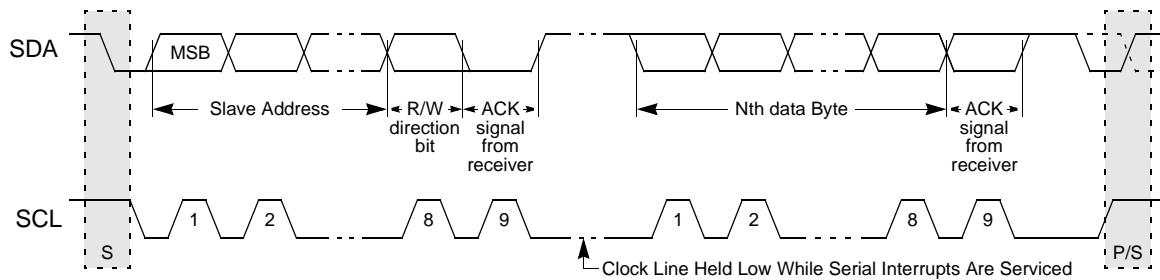 SDA
MSB
Slave Address
R/W
direction
bit
ACK
signal
from
receiver
Nth data Byte
ACK
signal
from
receiver
SCL
1
2
8
9
1
2
8
9
S
P/S
Clock Line Held Low While Serial Interrupts Are Serviced